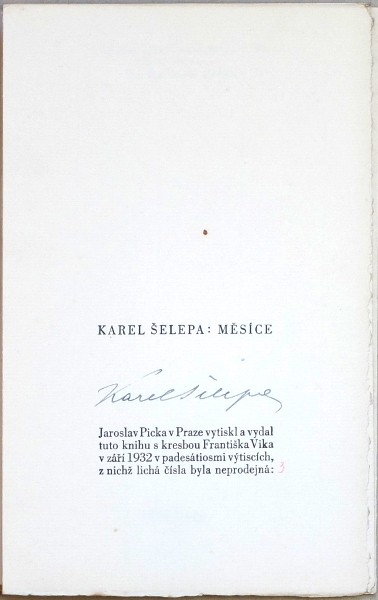 KAREL ŠELEPA: MĚSÍCE
Karel Šelepa
Jaroslav Picka v Praze vytiskl a vydal
tuto knihu s kresbou Františka Vika
v září 1932 v padesátiosmi výtiscích,
z nichž lichá čísla byla neprodejná: 3